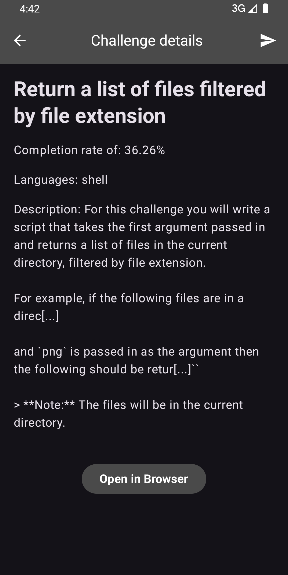 4:42
3G
Challenge details
Return a list of files filtered
by file extension
Completion rate of: 36.26%
Languages: shell
Description: For this challenge you will write a
script that takes the first argument passed in
and returns a list of files in the current
directory, filtered by file extension.
For example, if the following files are in a
direc[...]
and `png` is passed in as the argument then
the following should be retur[...]``
> **Note:** The files will be in the current
directory.
Open in Browser